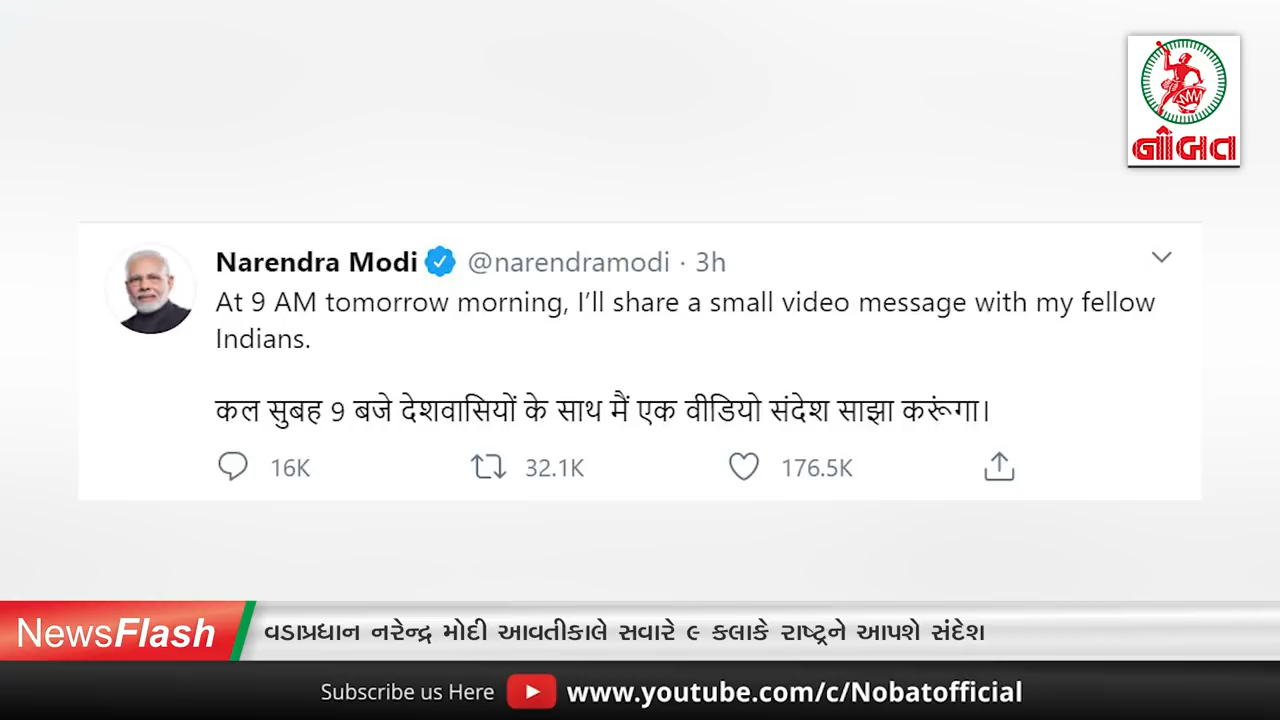 નોબત
Narendra Modi @narendramodi · 3h
At 9 AM tomorrow morning, I'll share a small video message with my fellow
Indians.
कल सुबह 9 बजे देशवासियों के साथ मैं एक वीडियो संदेश साझा करूंगा।
16K 32.1K 176.5K
NewsFlash વડાપ્રધાન નરેન્દ્ર મોદી આવતીકાલે સવારે ૯ કલાકે રાષ્ટ્રને આપશે સંદેશ
Subscribe us Here www.youtube.com/c/Nobatofficial